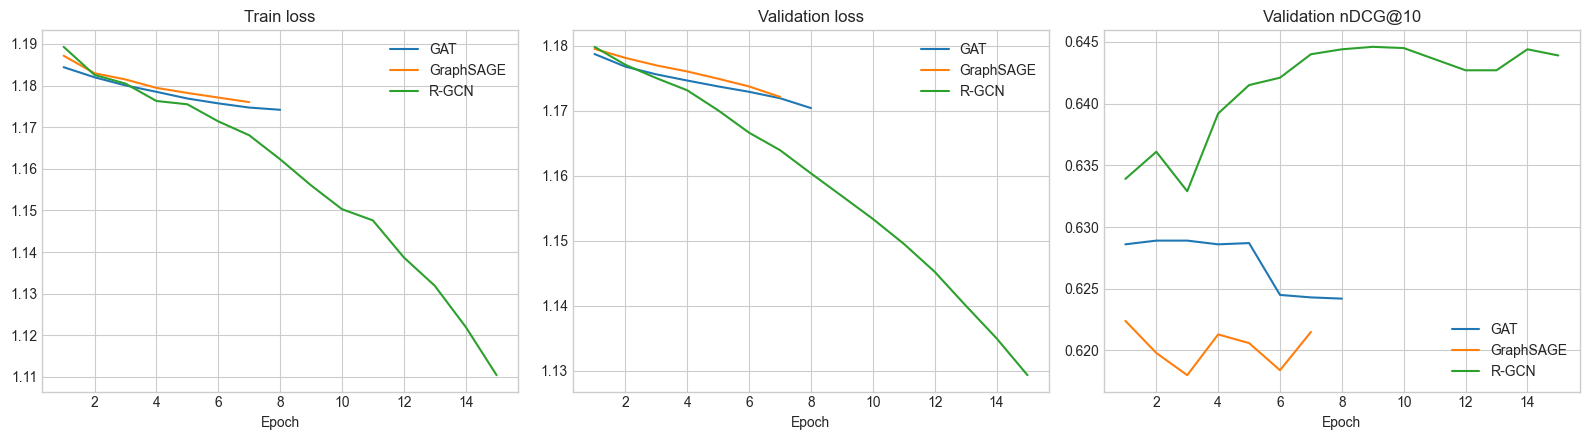 Train loss
1.19
1.18
1.17
1.16
1.15
1.14
1.13
1.12
1.11
2 4 6 8 10 12 14
Epoch
GAT
GraphSAGE
R-GCN
Validation loss
1.18
1.17
1.16
1.15
1.14
1.13
2 4 6 8 10 12 14
Epoch
GAT
GraphSAGE
R-GCN
Validation nDCG@10
0.645
0.640
0.635
0.630
0.625
0.620
2 4 6 8 10 12 14
Epoch
GAT
GraphSAGE
R-GCN